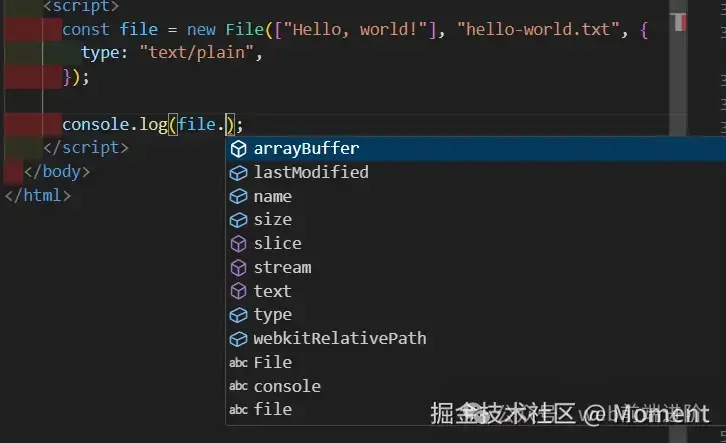 <script>
const file = new File(["Hello, world!"], "hello-world.txt", {
type: "text/plain",
});
console.log(file.);
</script>
</body>
</html>
arrayBuffer
lastModified
name
size
slice
stream
text
type
webkitRelativePath
abc File
abc console
abc file
掘金技术社区 @ Moment